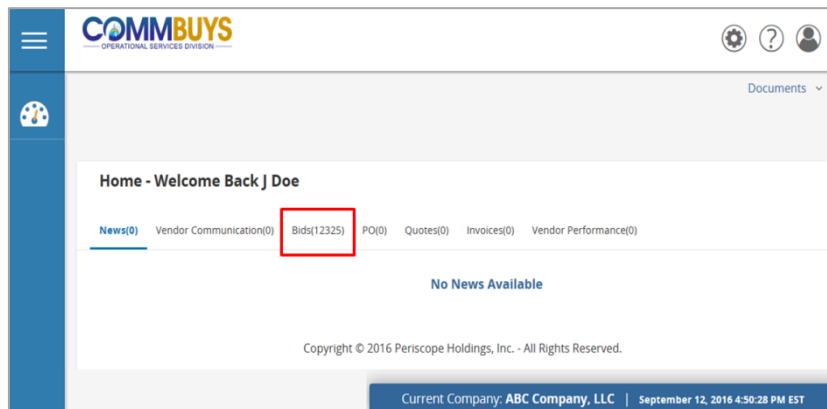 COMMBUYS
OPERATIONAL SERVICES DIVISION
?
Documents
Home - Welcome Back J Doe
News(0) Vendor Communication(0) Bids(12325) PO(0) Quotes(0) Invoices(0) Vendor Performance(0)
No News Available
Copyright © 2016 Periscope Holdings, Inc. - All Rights Reserved.
Current Company: ABC Company, LLC | September 12, 2016 4:50:28 PM EST